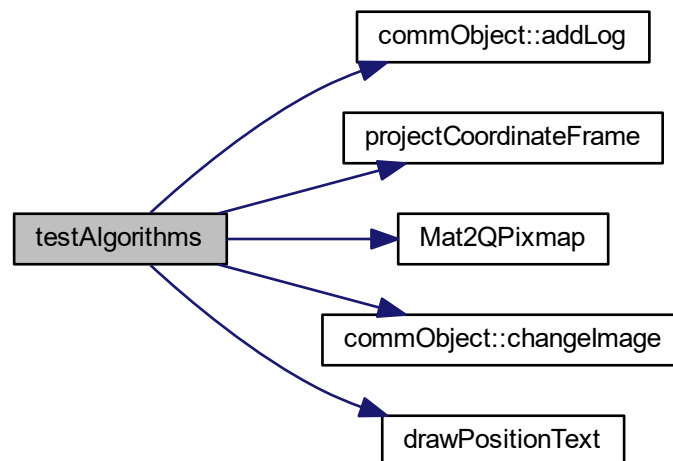 commObject::addLog
projectCoordinateFrame
testAlgorithms
Mat2QPixmap
commObject::changeImage
drawPositionText